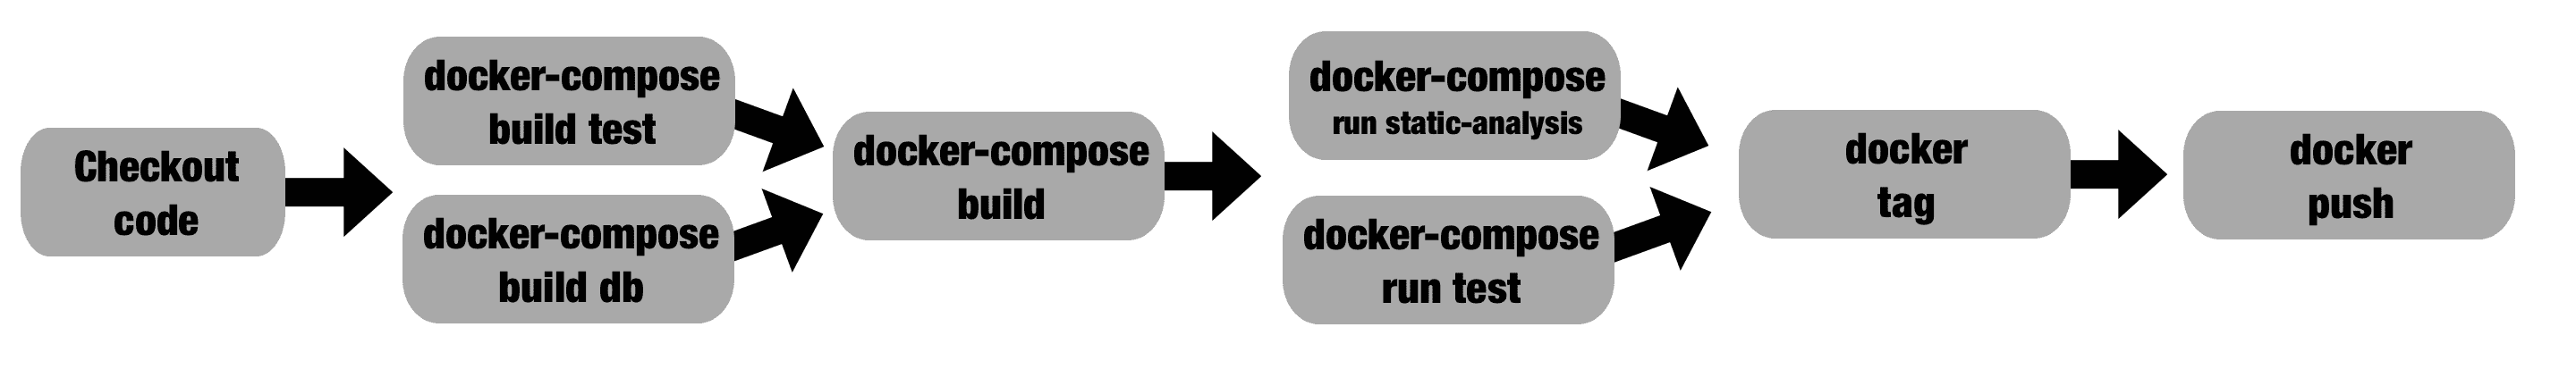 Checkout
code
docker-compose
build test
docker-compose
build db
docker-compose
build
docker-compose
run static-analysis
docker-compose
run test
docker
tag
docker
push